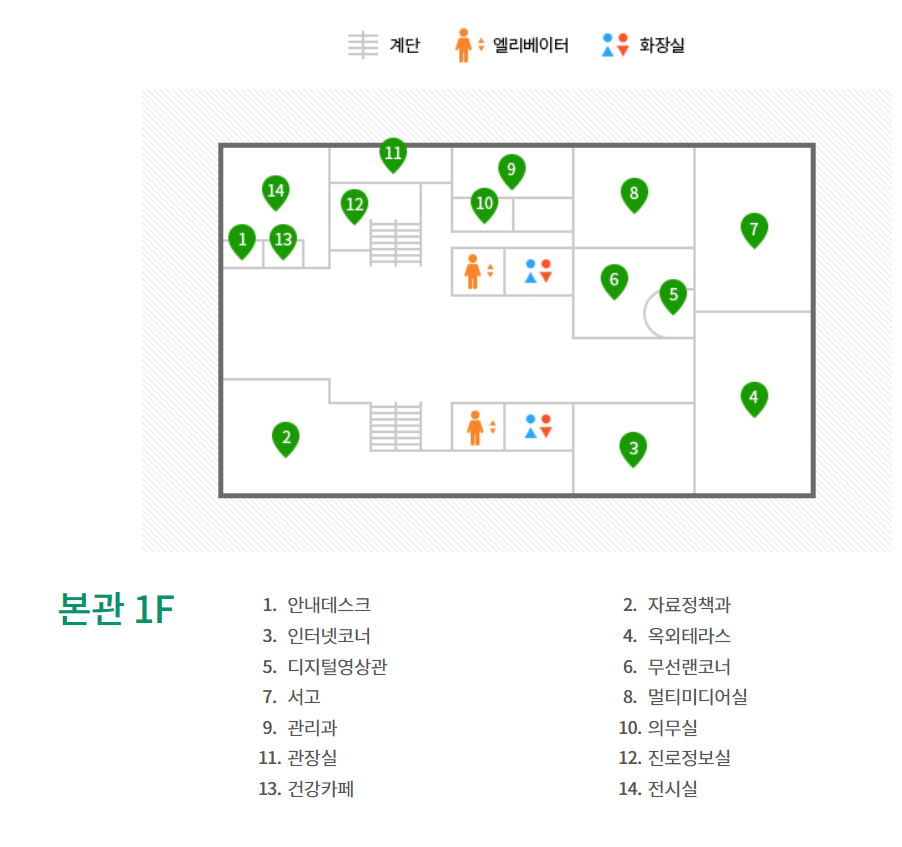 계단 엘리베이터 화장실
11
9
14
12
8
10
7
1 13
6
5
4
2
3
본관 1F
1. 안내데스크 2. 자료정책과
3. 인터넷코너 4. 옥외테라스
5. 디지털영상관 6. 무선랜코너
7. 서고 8. 멀티미디어실
9. 관리과 10. 의무실
11. 관장실 12. 진로정보실
13. 건강카페 14. 전시실